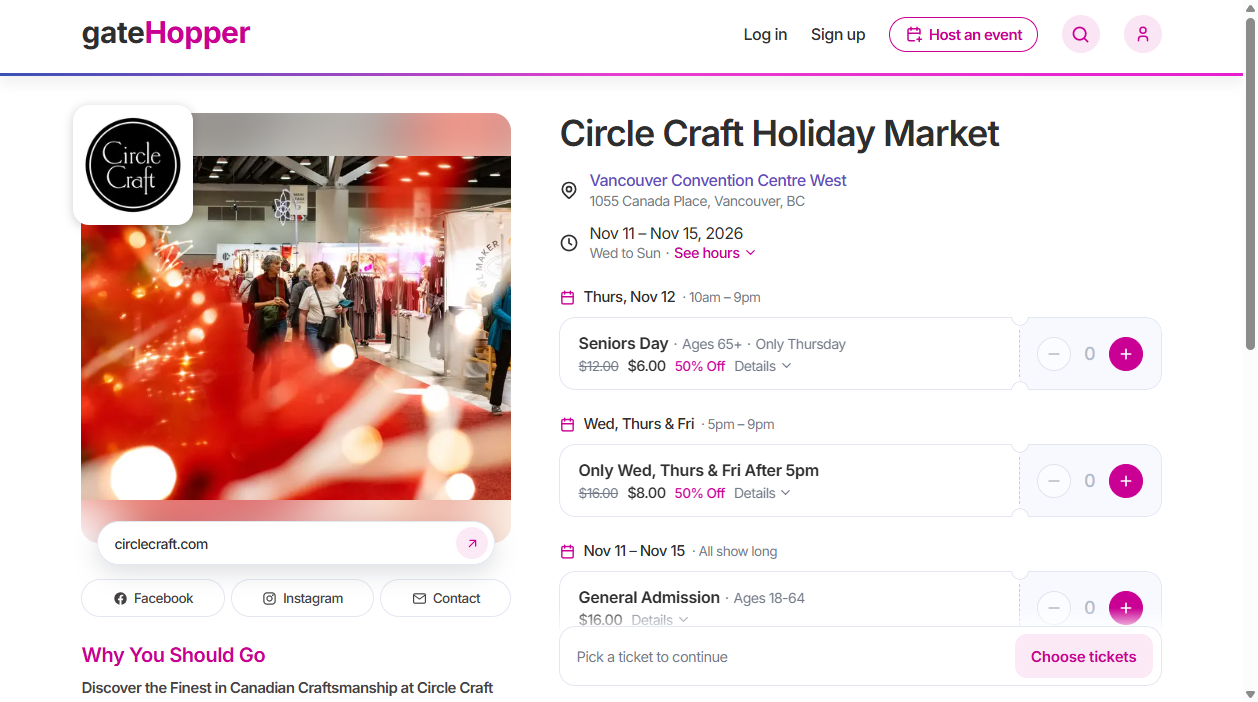 gateHopper
Log in
Sign up
Host an event
Circle
Craft
MAKER
circlecraft.com
Facebook
Instagram
Contact
Why You Should Go
Discover the Finest in Canadian Craftsmanship at Circle Craft
Circle Craft Holiday Market
Vancouver Convention Centre West
1055 Canada Place, Vancouver, BC
Nov 11 – Nov 15, 2026
Wed to Sun · See hours
Thurs, Nov 12 · 10am – 9pm
Seniors Day · Ages 65+ · Only Thursday
$12.00 $6.00 50% Off Details
0
Wed, Thurs & Fri · 5pm – 9pm
Only Wed, Thurs & Fri After 5pm
$16.00 $8.00 50% Off Details
0
Nov 11 – Nov 15 · All show long
General Admission · Ages 18-64
$16.00 Details
0
Pick a ticket to continue
Choose tickets